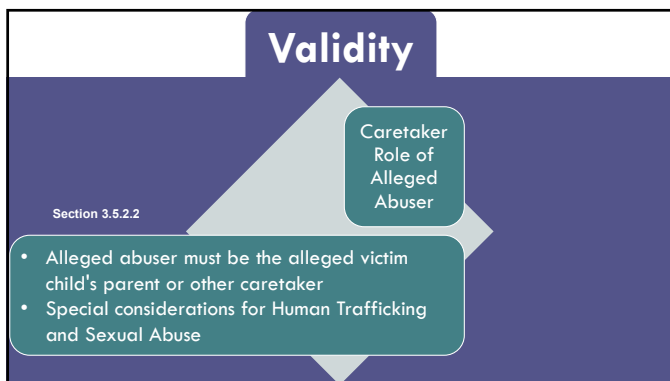 Validity
Caretaker
Role of
Alleged
Abuser
Section 3.5.2.2
• Alleged abuser must be the alleged victim
child's parent or other caretaker
• Special considerations for Human Trafficking
and Sexual Abuse